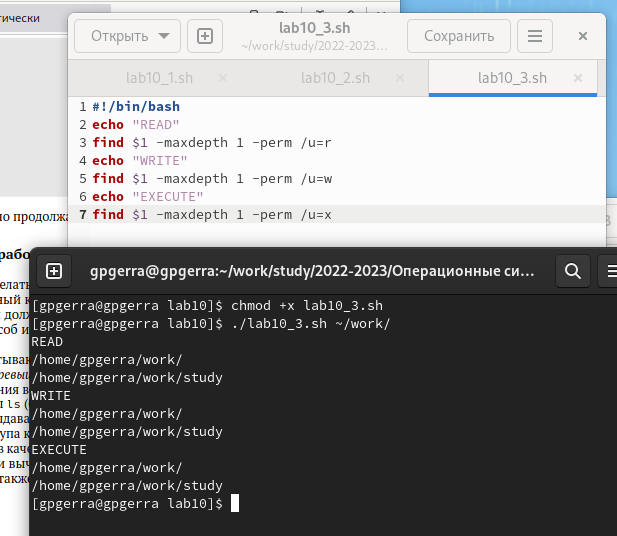 тически
Открыть
lab10_3.sh
~/work/study/2022-2023...
Сохранить
lab10_1.sh
lab10_2.sh
lab10_3.sh
1 #!/bin/bash
2 echo "READ"
3 find $1 -maxdepth 1 -perm /u=r
4 echo "WRITE"
5 find $1 -maxdepth 1 -perm /u=w
6 echo "EXECUTE"
7 find $1 -maxdepth 1 -perm /u=x
gpgerra@gpgerra:~/work/study/2022-2023/Операционные си...
[gpgerra@gpgerra lab10]$ chmod +x lab10_3.sh
[gpgerra@gpgerra lab10]$ ./lab10_3.sh ~/work/
READ
/home/gpgerra/work/
/home/gpgerra/work/study
WRITE
/home/gpgerra/work/
/home/gpgerra/work/study
EXECUTE
/home/gpgerra/work/
/home/gpgerra/work/study
[gpgerra@gpgerra lab10]$